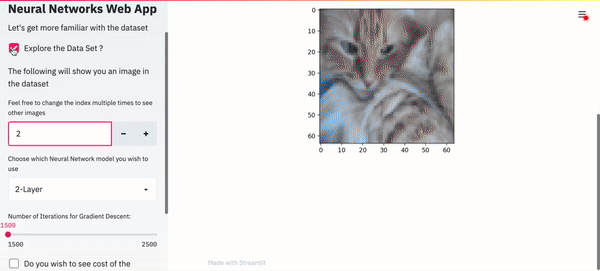 Neural Networks Web App
Let's get more familiar with the dataset
Explore the Data Set ?
The following will show you an image in
the dataset
Feel free to change the index multiple times to see
other images
2
− +
Choose which Neural Network model you wish to
use
2-Layer
Number of Iterations for Gradient Descent:
1500
1500 2500
Do you wish to see cost of the
0
10
20
30
40
50
60
0 10 20 30 40 50 60
Made with Streamlit